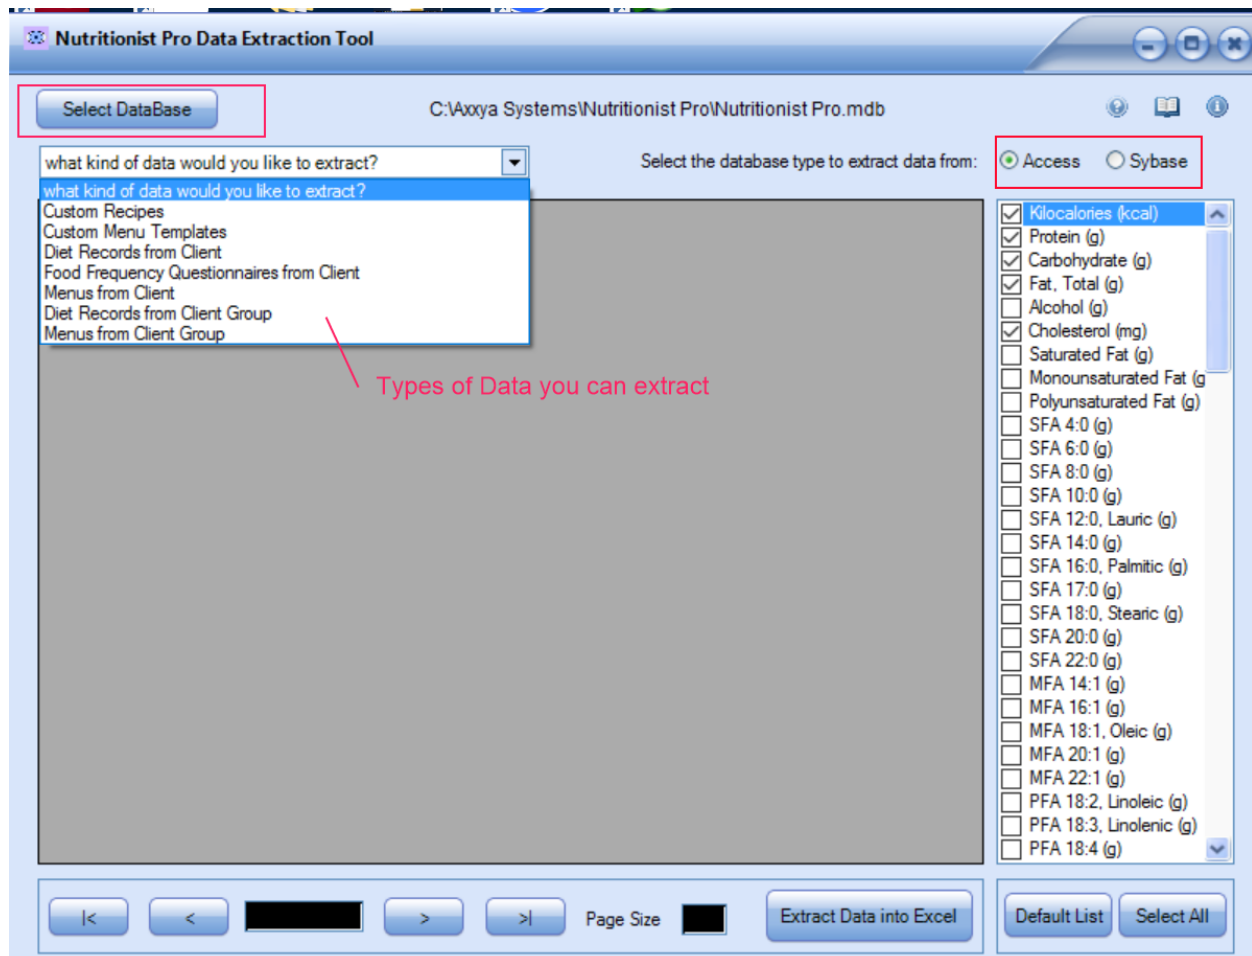 Nutritionist Pro Data Extraction Tool
Select DataBase
C:\Axxya Systems\Nutritionist Pro\Nutritionist Pro.mdb
what kind of data would you like to extract?
Select the database type to extract data from:
Access
Sybase
what kind of data would you like to extract?
Custom Recipes
Custom Menu Templates
Diet Records from Client
Food Frequency Questionnaires from Client
Menus from Client
Diet Records from Client Group
Menus from Client Group
Types of Data you can extract
Kilocalories (kcal)
Protein (g)
Carbohydrate (g)
Fat, Total (g)
Alcohol (g)
Cholesterol (mg)
Saturated Fat (g)
Monounsaturated Fat (g
Polyunsaturated Fat (g)
SFA 4:0 (g)
SFA 6:0 (g)
SFA 8:0 (g)
SFA 10:0 (g)
SFA 12:0, Lauric (g)
SFA 14:0 (g)
SFA 16:0, Palmitic (g)
SFA 17:0 (g)
SFA 18:0, Stearic (g)
SFA 20:0 (g)
SFA 22:0 (g)
MFA 14:1 (g)
MFA 16:1 (g)
MFA 18:1, Oleic (g)
MFA 20:1 (g)
MFA 22:1 (g)
PFA 18:2, Linoleic (g)
PFA 18:3, Linolenic (g)
PFA 18:4 (g)
|<
<
>
>|
Page Size
Extract Data into Excel
Default List
Select All